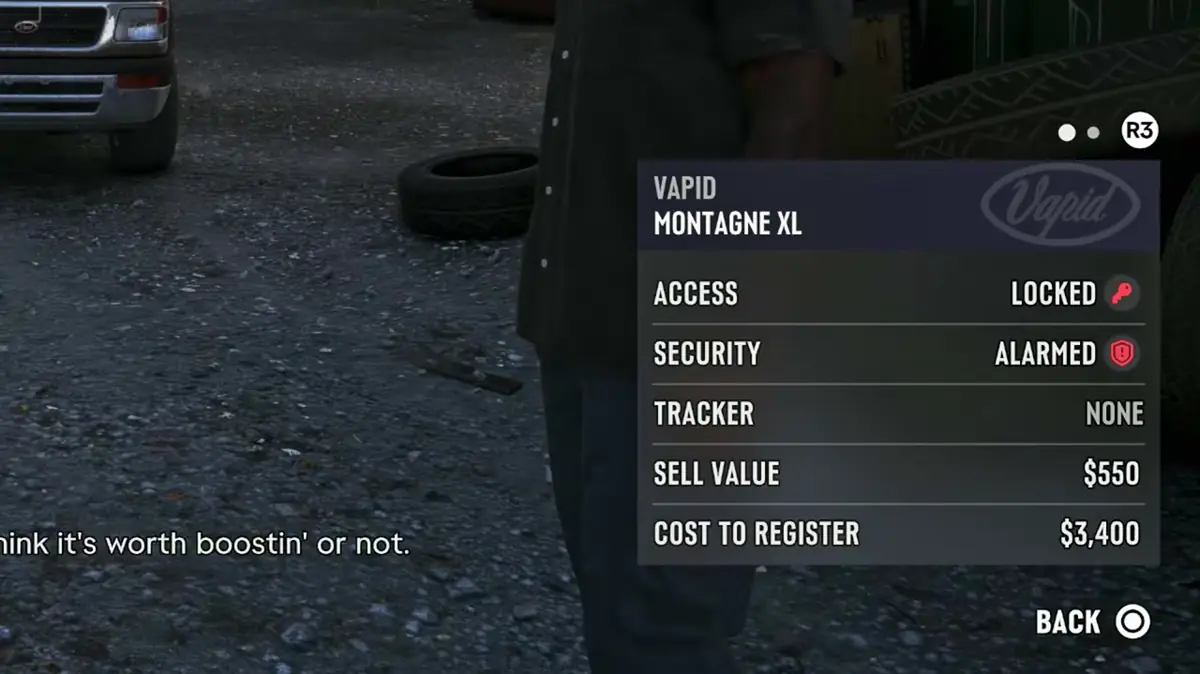 R3
VAPID
MONTAGNE XL
Vapid
ACCESS LOCKED
SECURITY ALARMED
TRACKER NONE
SELL VALUE $550
COST TO REGISTER $3,400
it's worth boostin' or not.
BACK